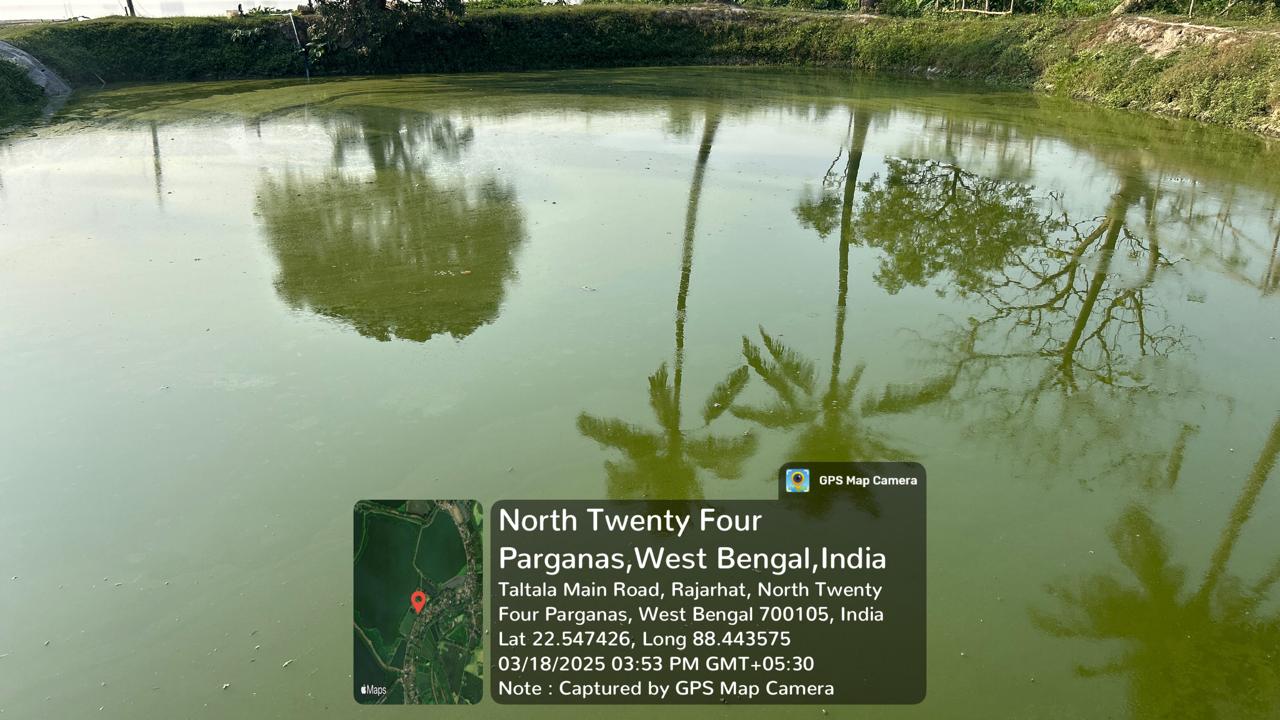 GPS Map Camera
North Twenty Four
Parganas,West Bengal,India
Taltala Main Road, Rajarhat, North Twenty
Four Parganas, West Bengal 700105, India
Lat 22.547426, Long 88.443575
03/18/2025 03:53 PM GMT+05:30
Note : Captured by GPS Map Camera
Maps